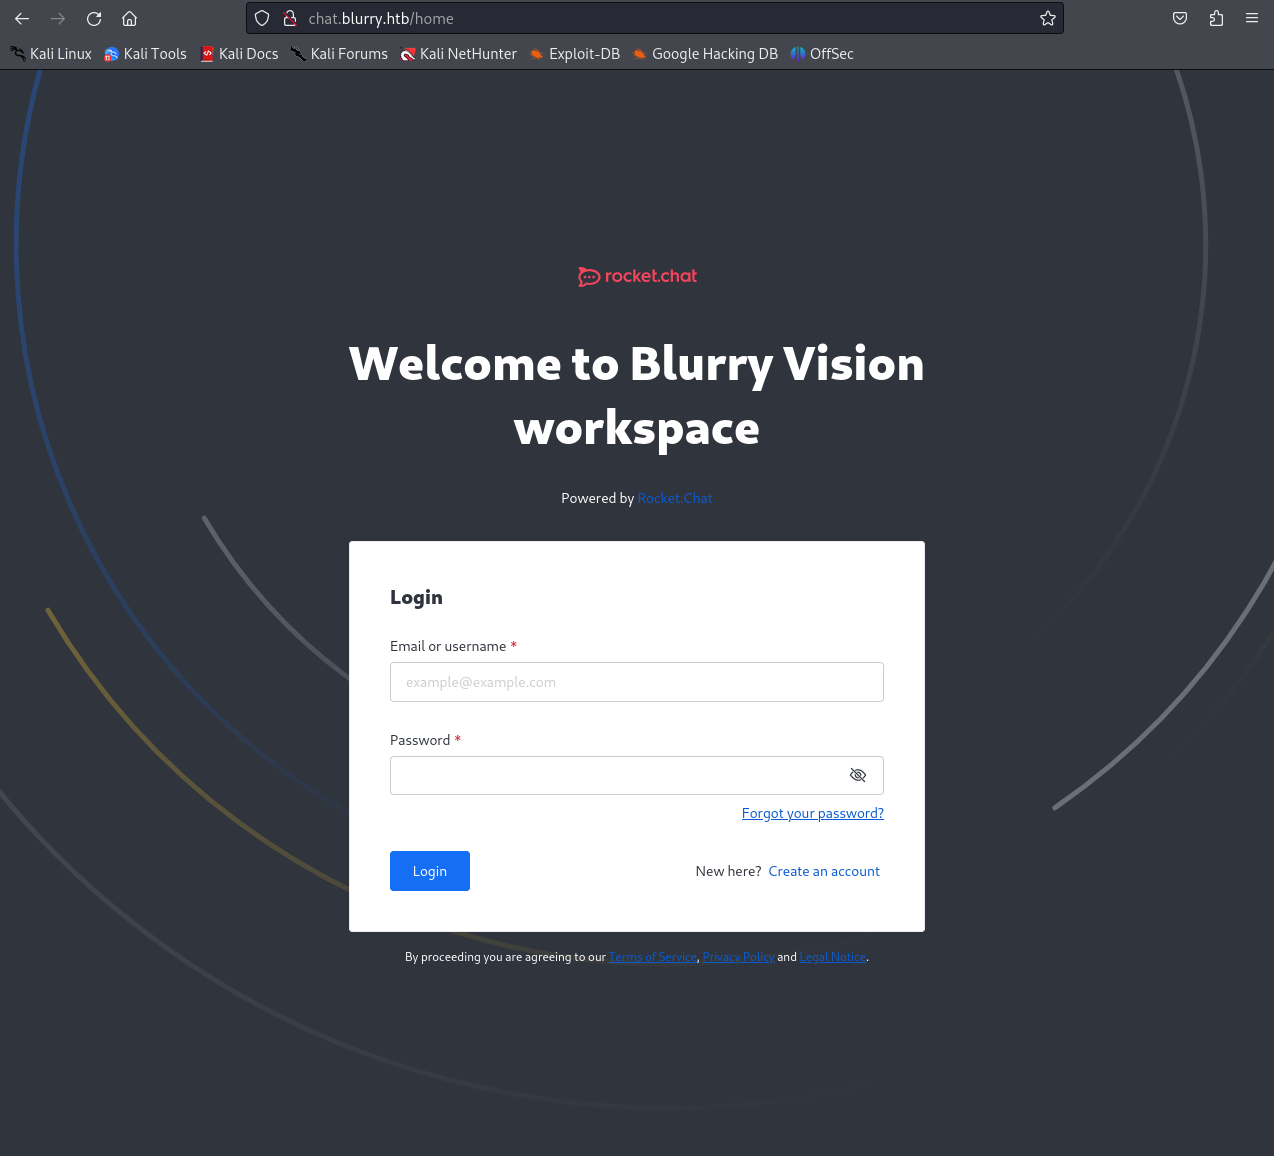 chat.blurry.htb/home
Kali Linux Kali Tools Kali Docs Kali Forums Kali NetHunter Exploit-DB Google Hacking DB OffSec
rocket.chat
Welcome to Blurry Vision
workspace
Powered by Rocket.Chat
Login
Email or username *
example@example.com
Password *
Forgot your password?
Login New here? Create an account
By proceeding you are agreeing to our Terms of Service, Privacy Policy and Legal Notice.